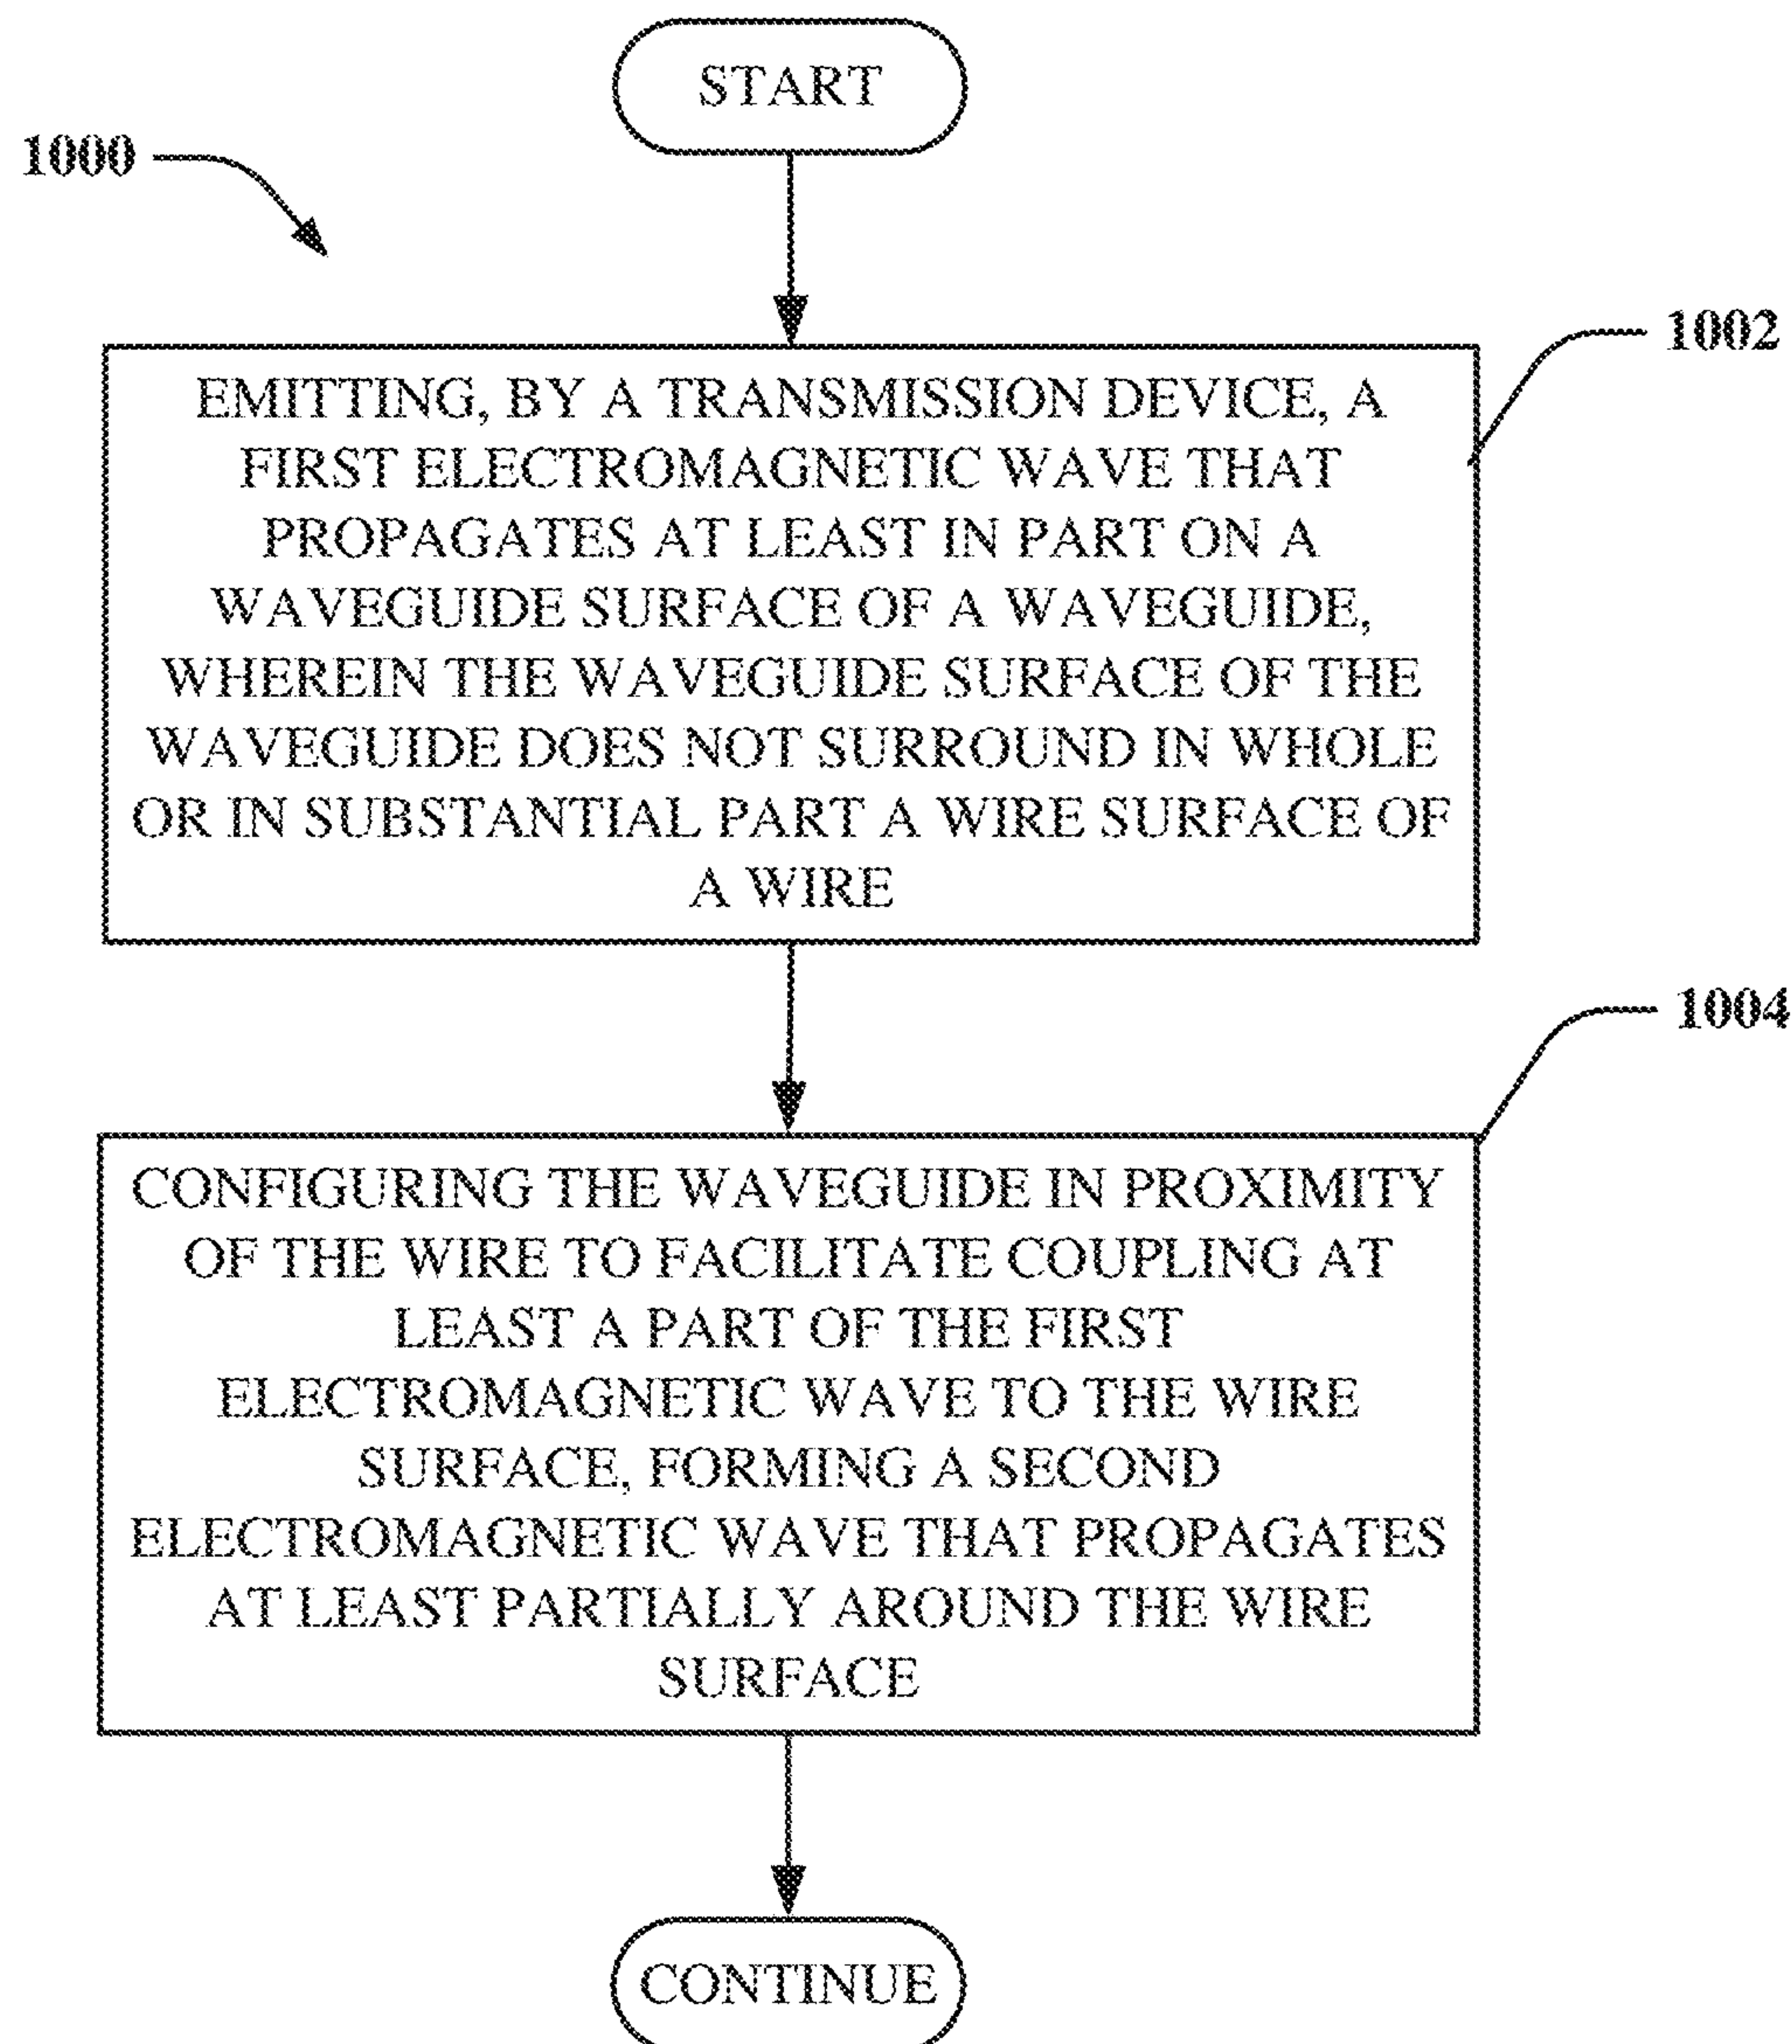 START
1000
1002
EMITTING, BY A TRANSMISSION DEVICE, A
FIRST ELECTROMAGNETIC WAVE THAT
PROPAGATES AT LEAST IN PART ON A
WAVEGUIDE SURFACE OF A WAVEGUIDE,
WHEREIN THE WAVEGUIDE SURFACE OF THE
WAVEGUIDE DOES NOT SURROUND IN WHOLE
OR IN SUBSTANTIAL PART A WIRE SURFACE OF
A WIRE
1004
CONFIGURING THE WAVEGUIDE IN PROXIMITY
OF THE WIRE TO FACILITATE COUPLING AT
LEAST A PART OF THE FIRST
ELECTROMAGNETIC WAVE TO THE WIRE
SURFACE, FORMING A SECOND
ELECTROMAGNETIC WAVE THAT PROPAGATES
AT LEAST PARTIALLY AROUND THE WIRE
SURFACE
CONTINUE